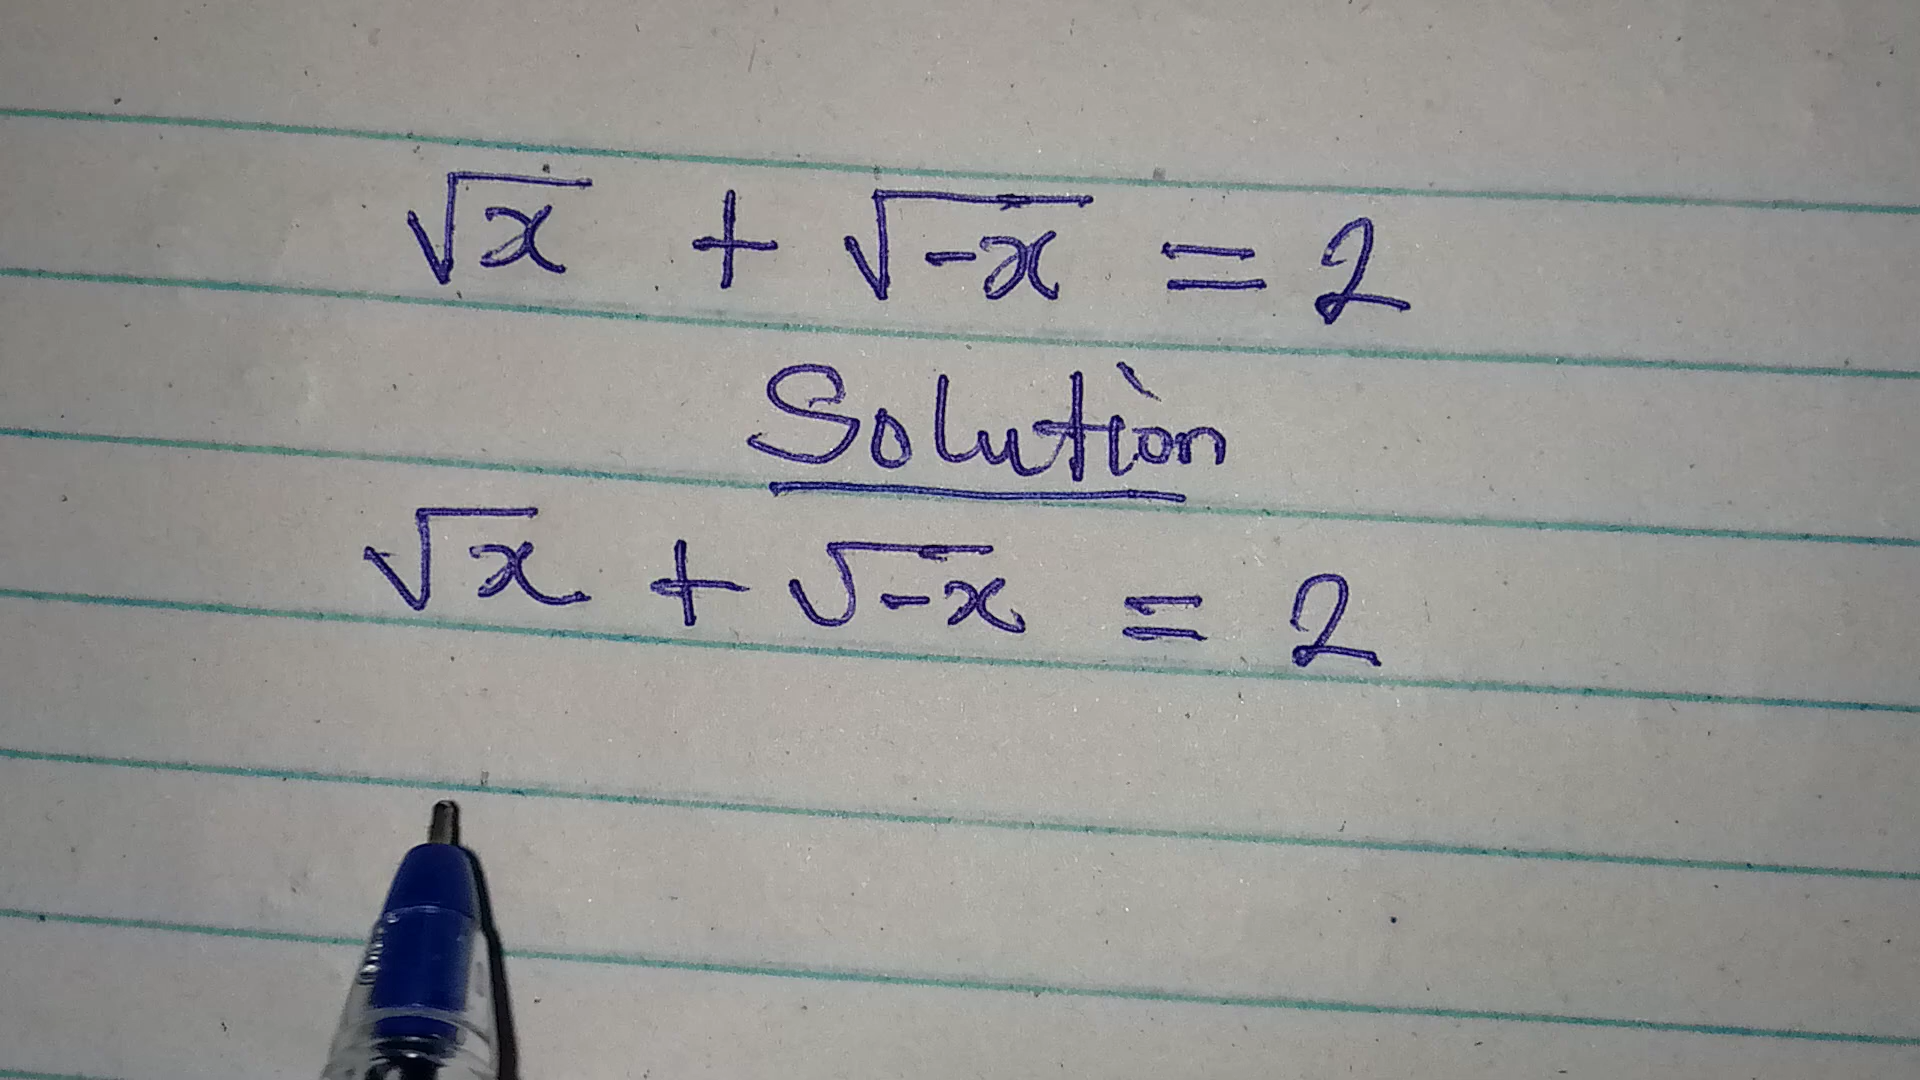 √x + √-x = 2
Solution
√x + √-x = 2